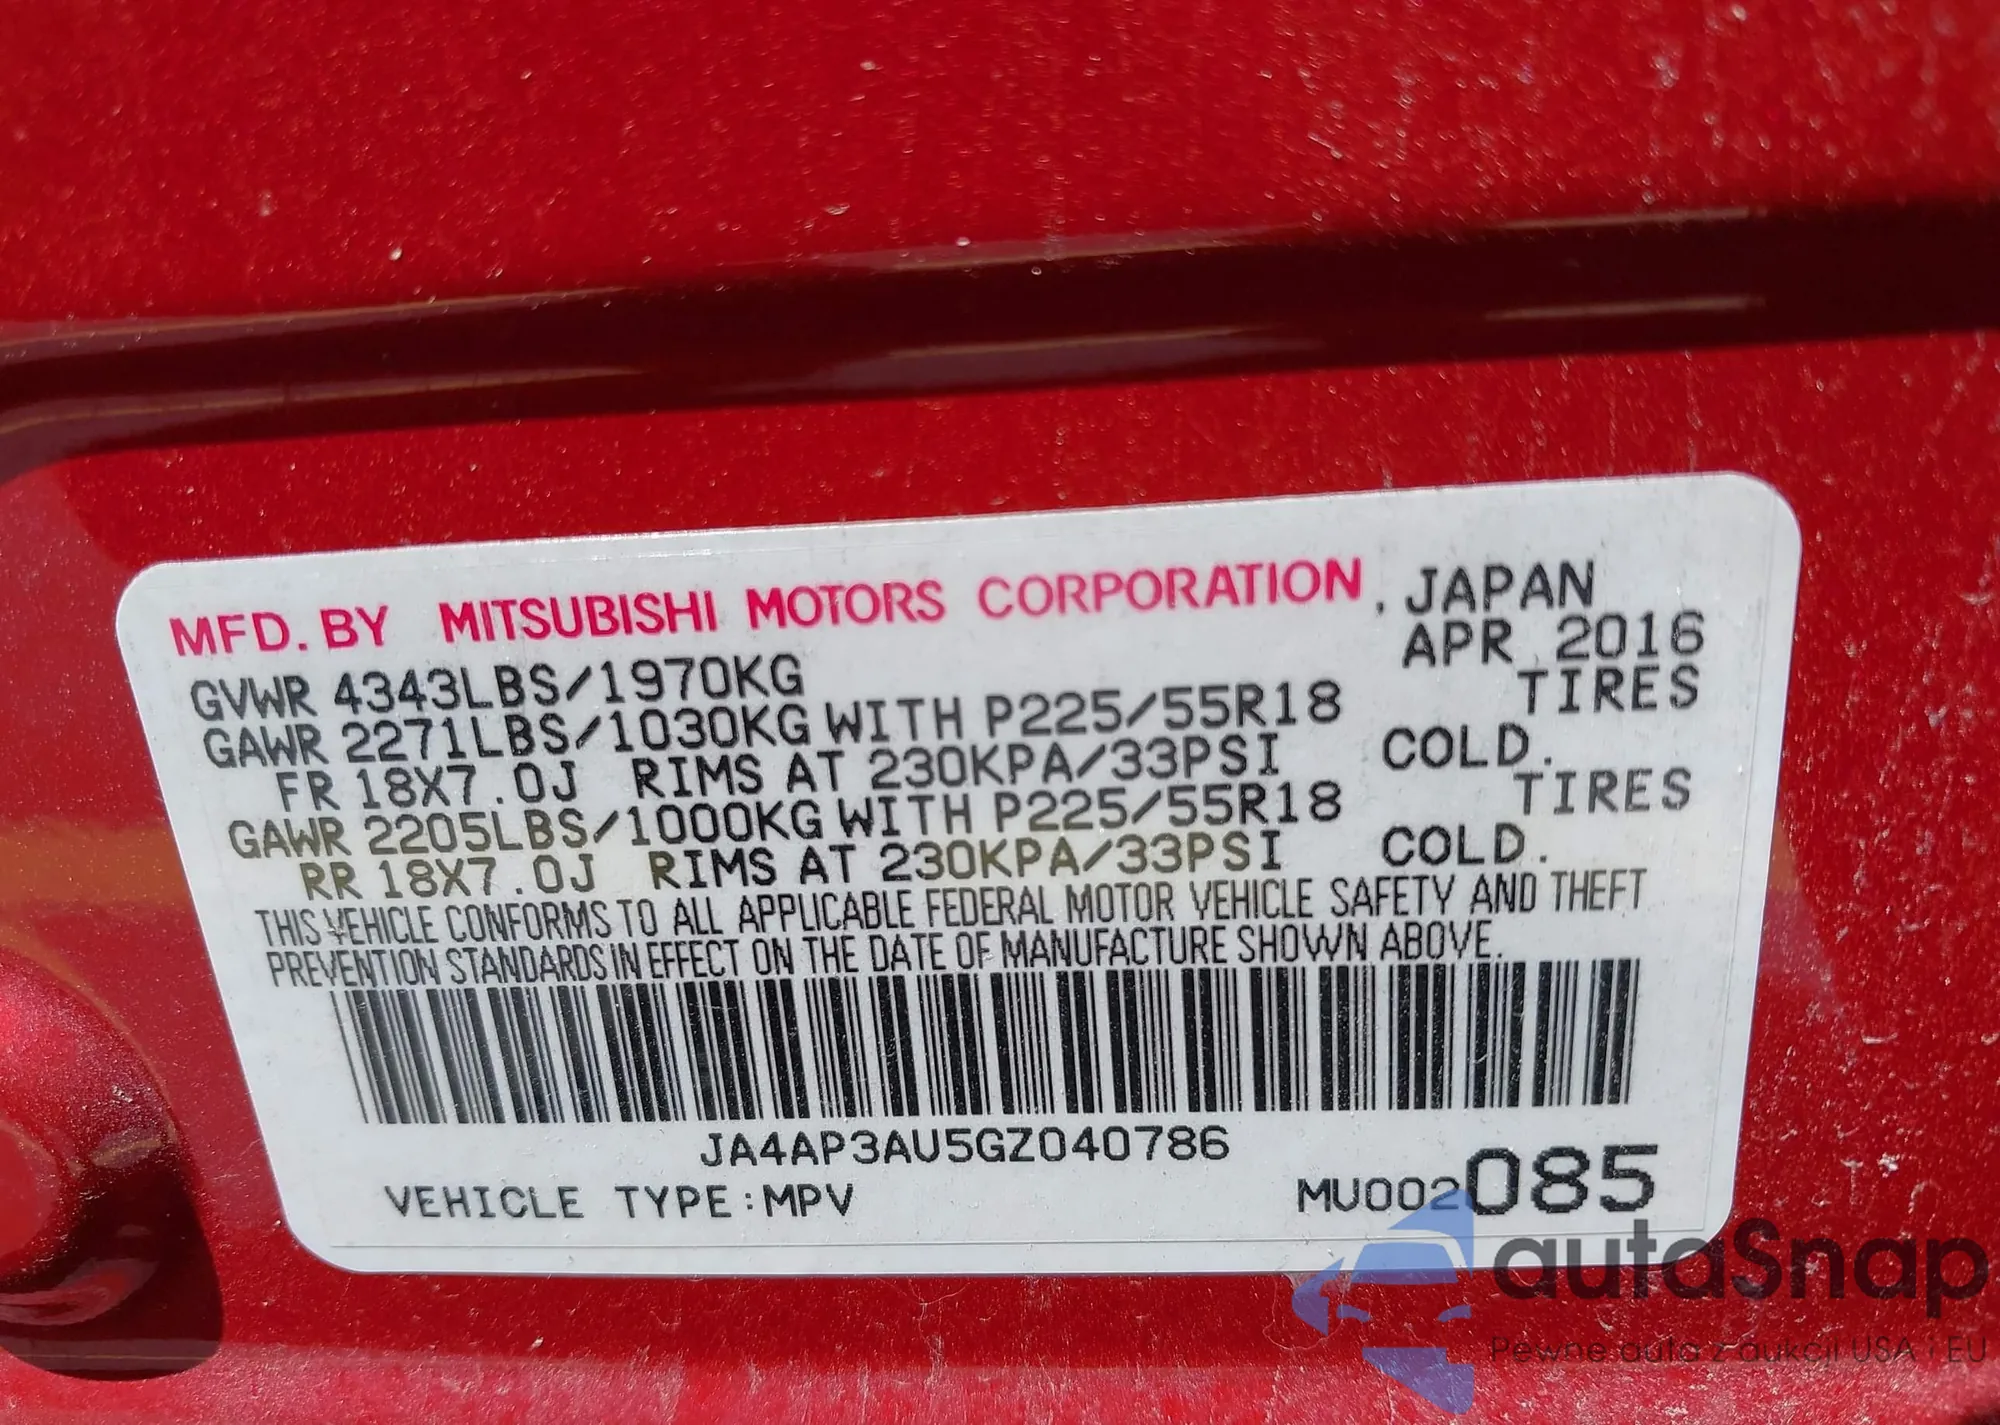 MFD. BY MITSUBISHI MOTORS CORPORATION, JAPAN
APR 2016
GVWR 4343LBS/1970KG
GAWR 2271LBS/1030KG WITH P225/55R18 TIRES
FR 18X7.0J RIMS AT 230KPA/33PSI COLD.
GAWR 2205LBS/1000KG WITH P225/55R18 TIRES
RR 18X7.0J RIMS AT 230KPA/33PSI COLD.
THIS VEHICLE CONFORMS TO ALL APPLICABLE FEDERAL MOTOR VEHICLE SAFETY AND THEFT
PREVENTION STANDARDS IN EFFECT ON THE DATE OF MANUFACTURE SHOWN ABOVE.
JA4AP3AU5GZ040786
VEHICLE TYPE:MPV MU002085
autaSnap
Pewne auto z aukcji USA i EU